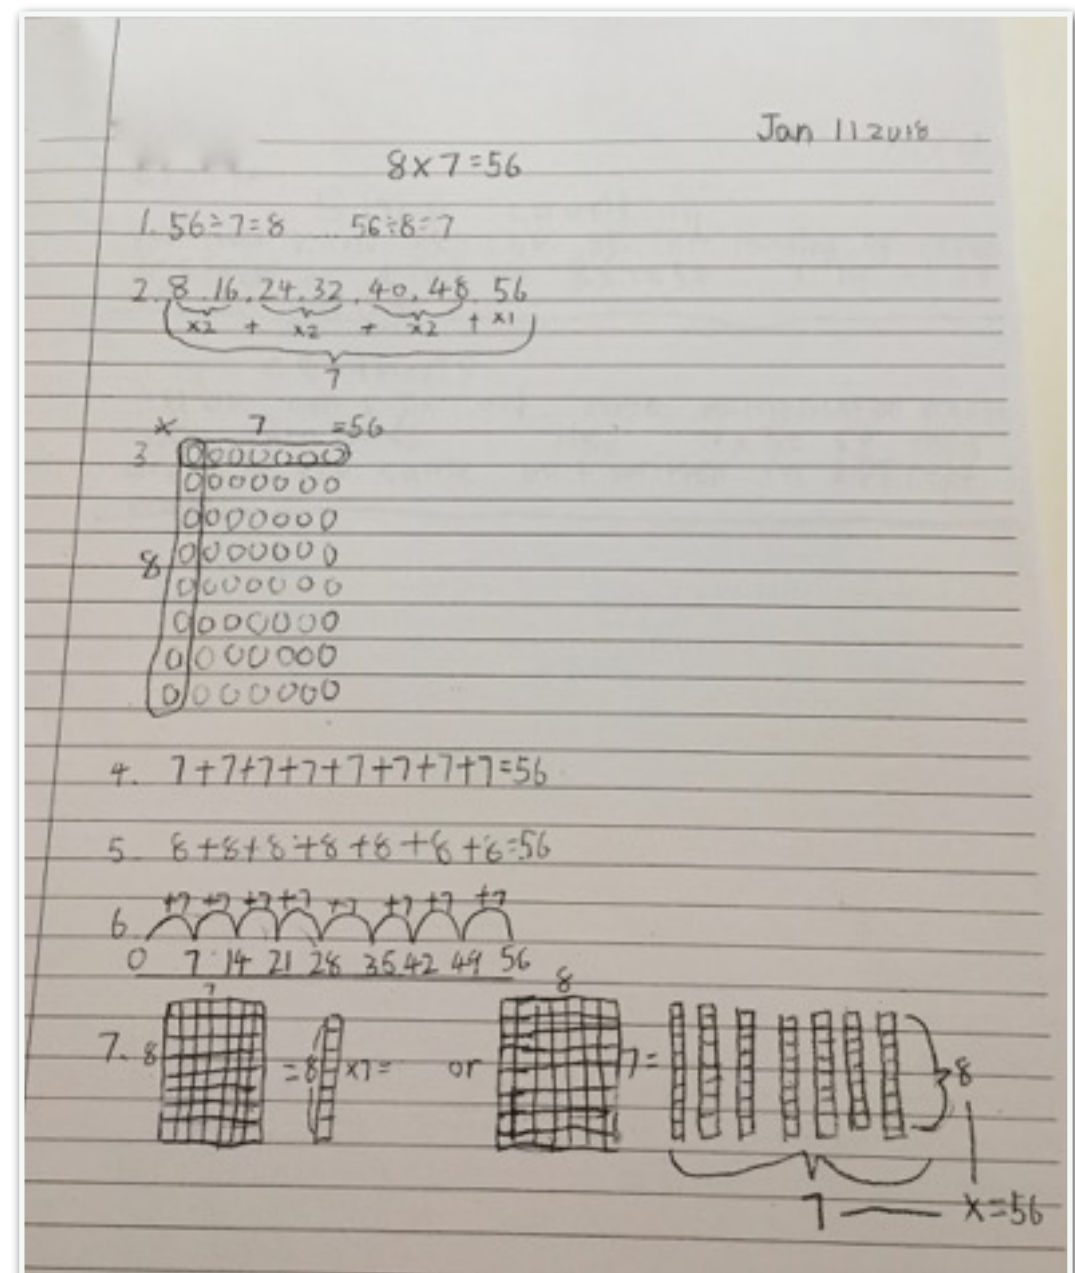 Jan 11 2018
8×7=56
1. 56÷7=8 ... 56÷8=7
2. 8, 16, 24, 32, 40, 48, 56
×2 + ×2 + ×2 + ×1
7
× 7 =56
3
8
4. 7+7+7+7+7+7+7+7=56
5. 8+8+8+8+8+8+8=56
+7 +7 +7 +7 +7 +7 +7 +7
6.
0 7 14 21 28 35 42 49 56
7 8
7. 8 =8 ×7= or 7= 8
7 — ×=56